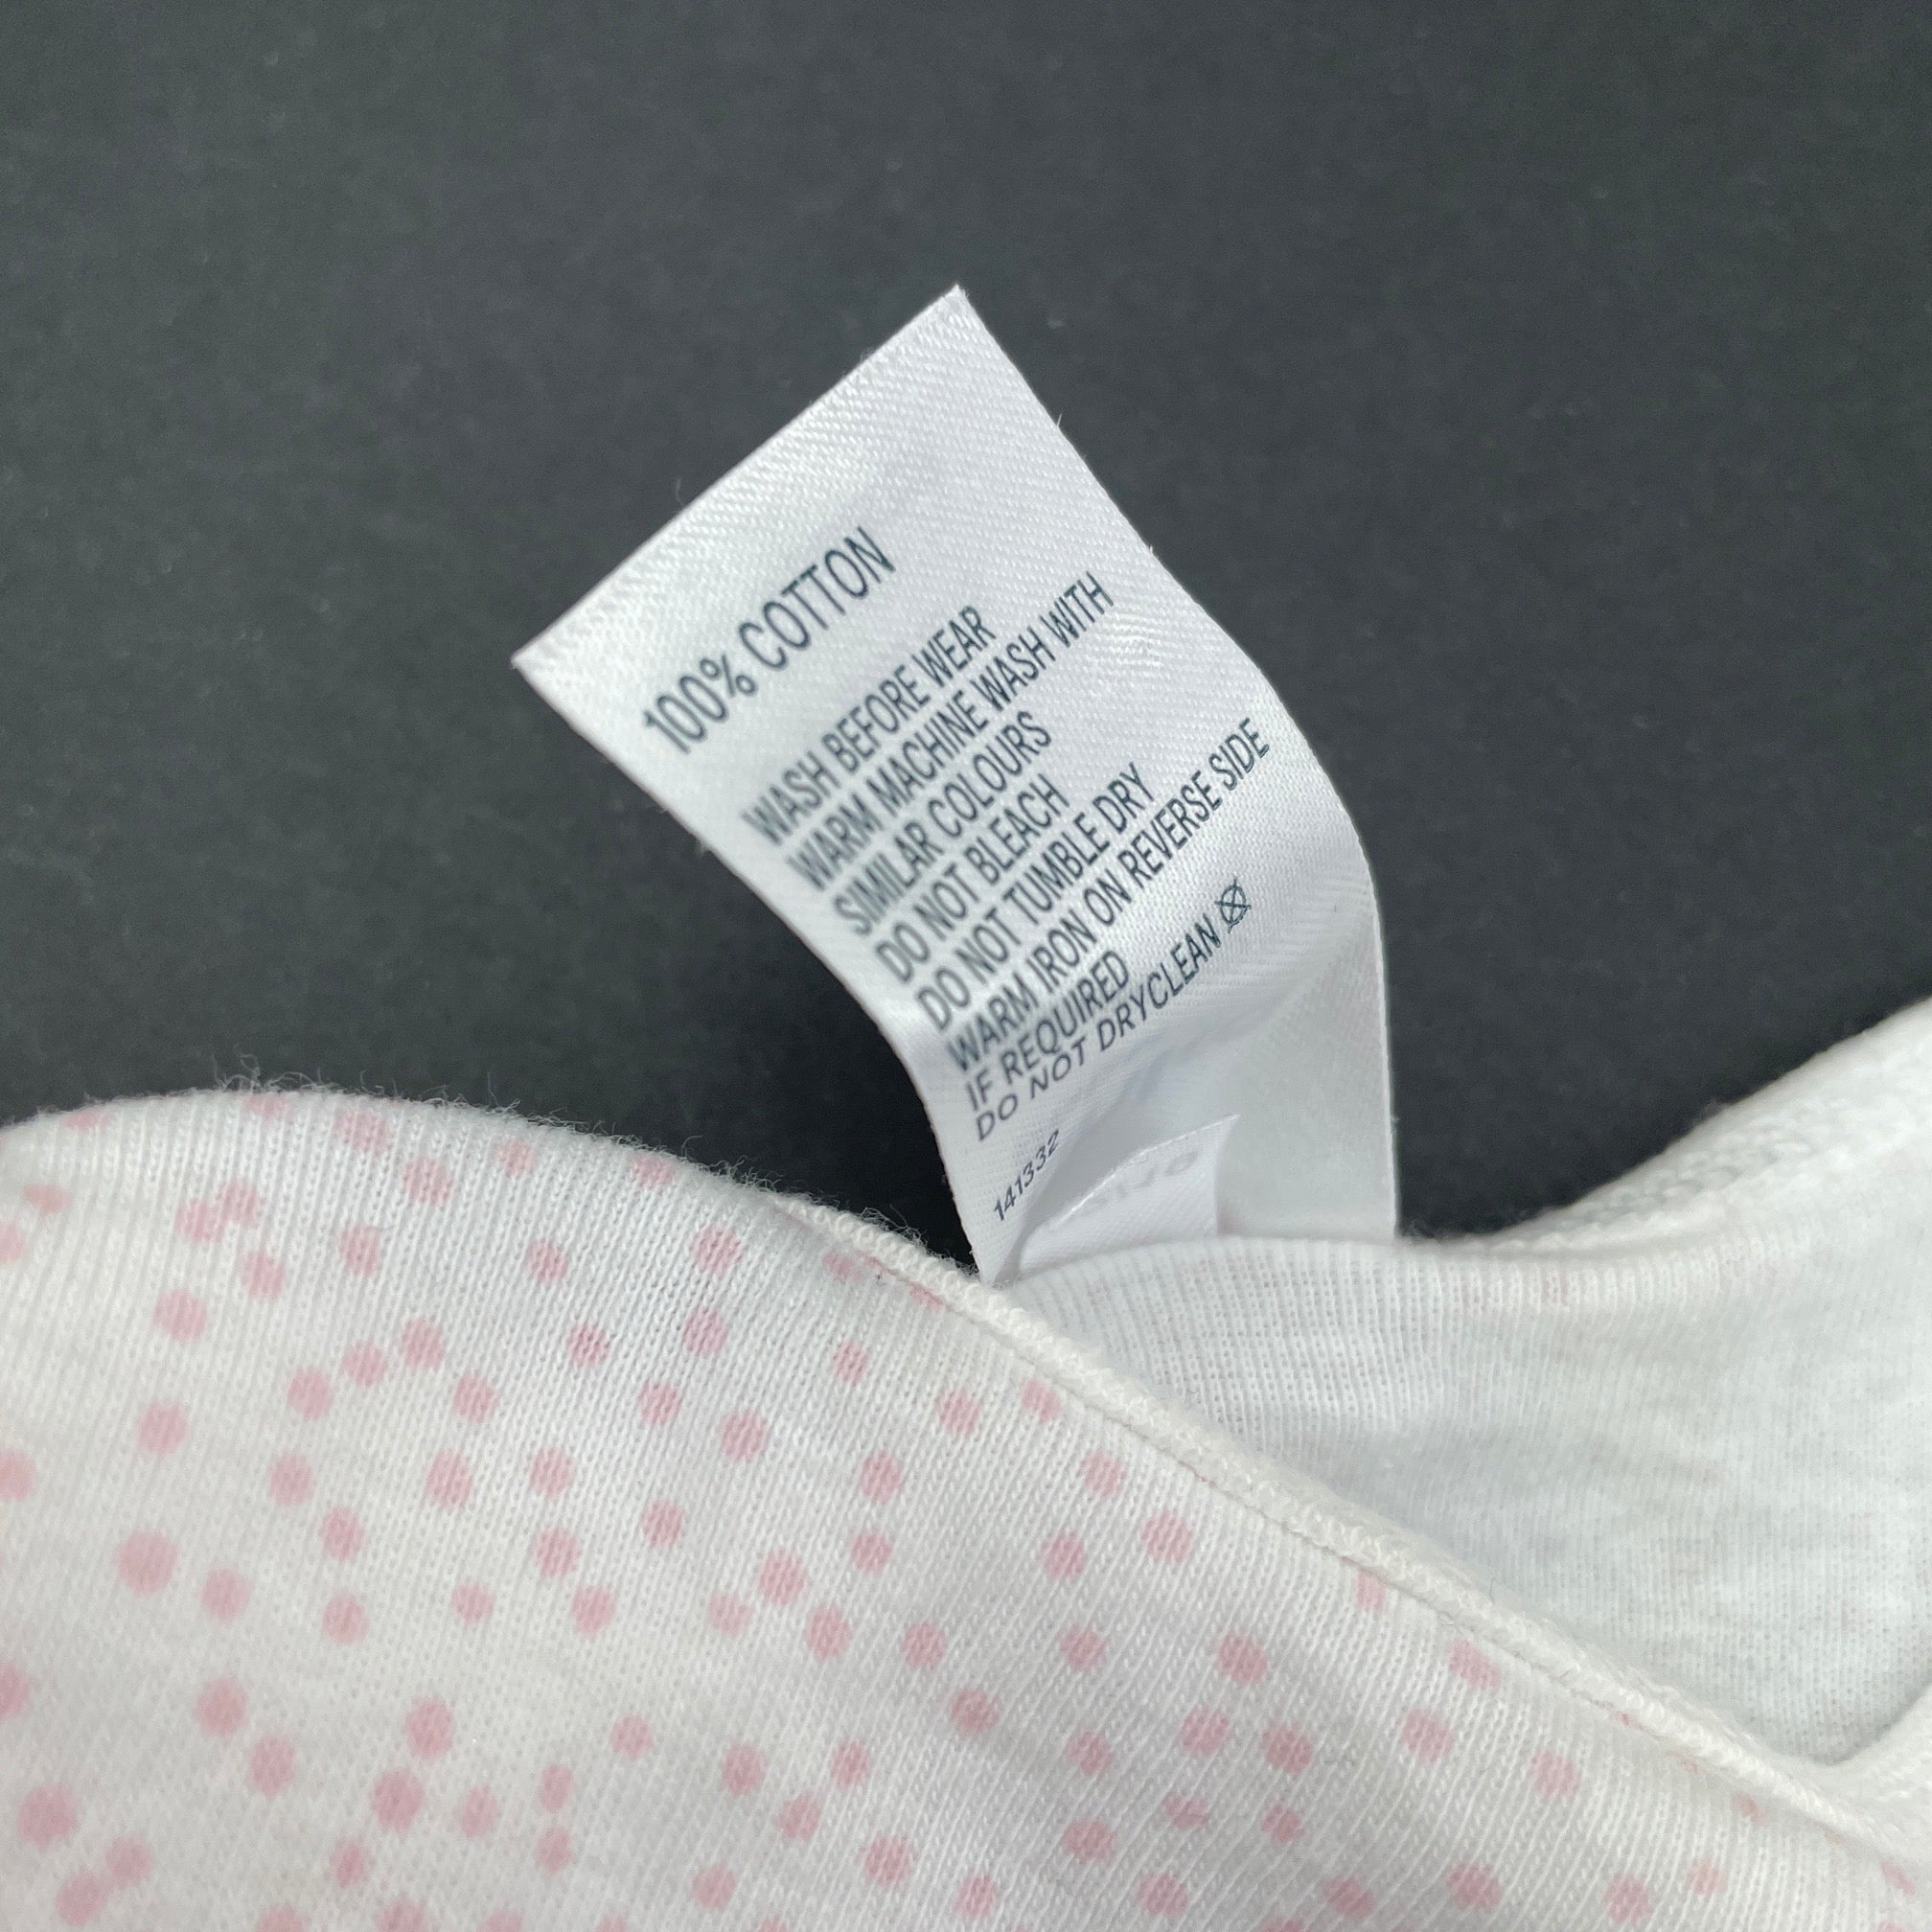 100% COTTON
WASH BEFORE WEAR
WARM MACHINE WASH WITH
SIMILAR COLOURS
DO NOT BLEACH
DO NOT TUMBLE DRY
WARM IRON ON REVERSE SIDE
IF REQUIRED
DO NOT DRYCLEAN
141332